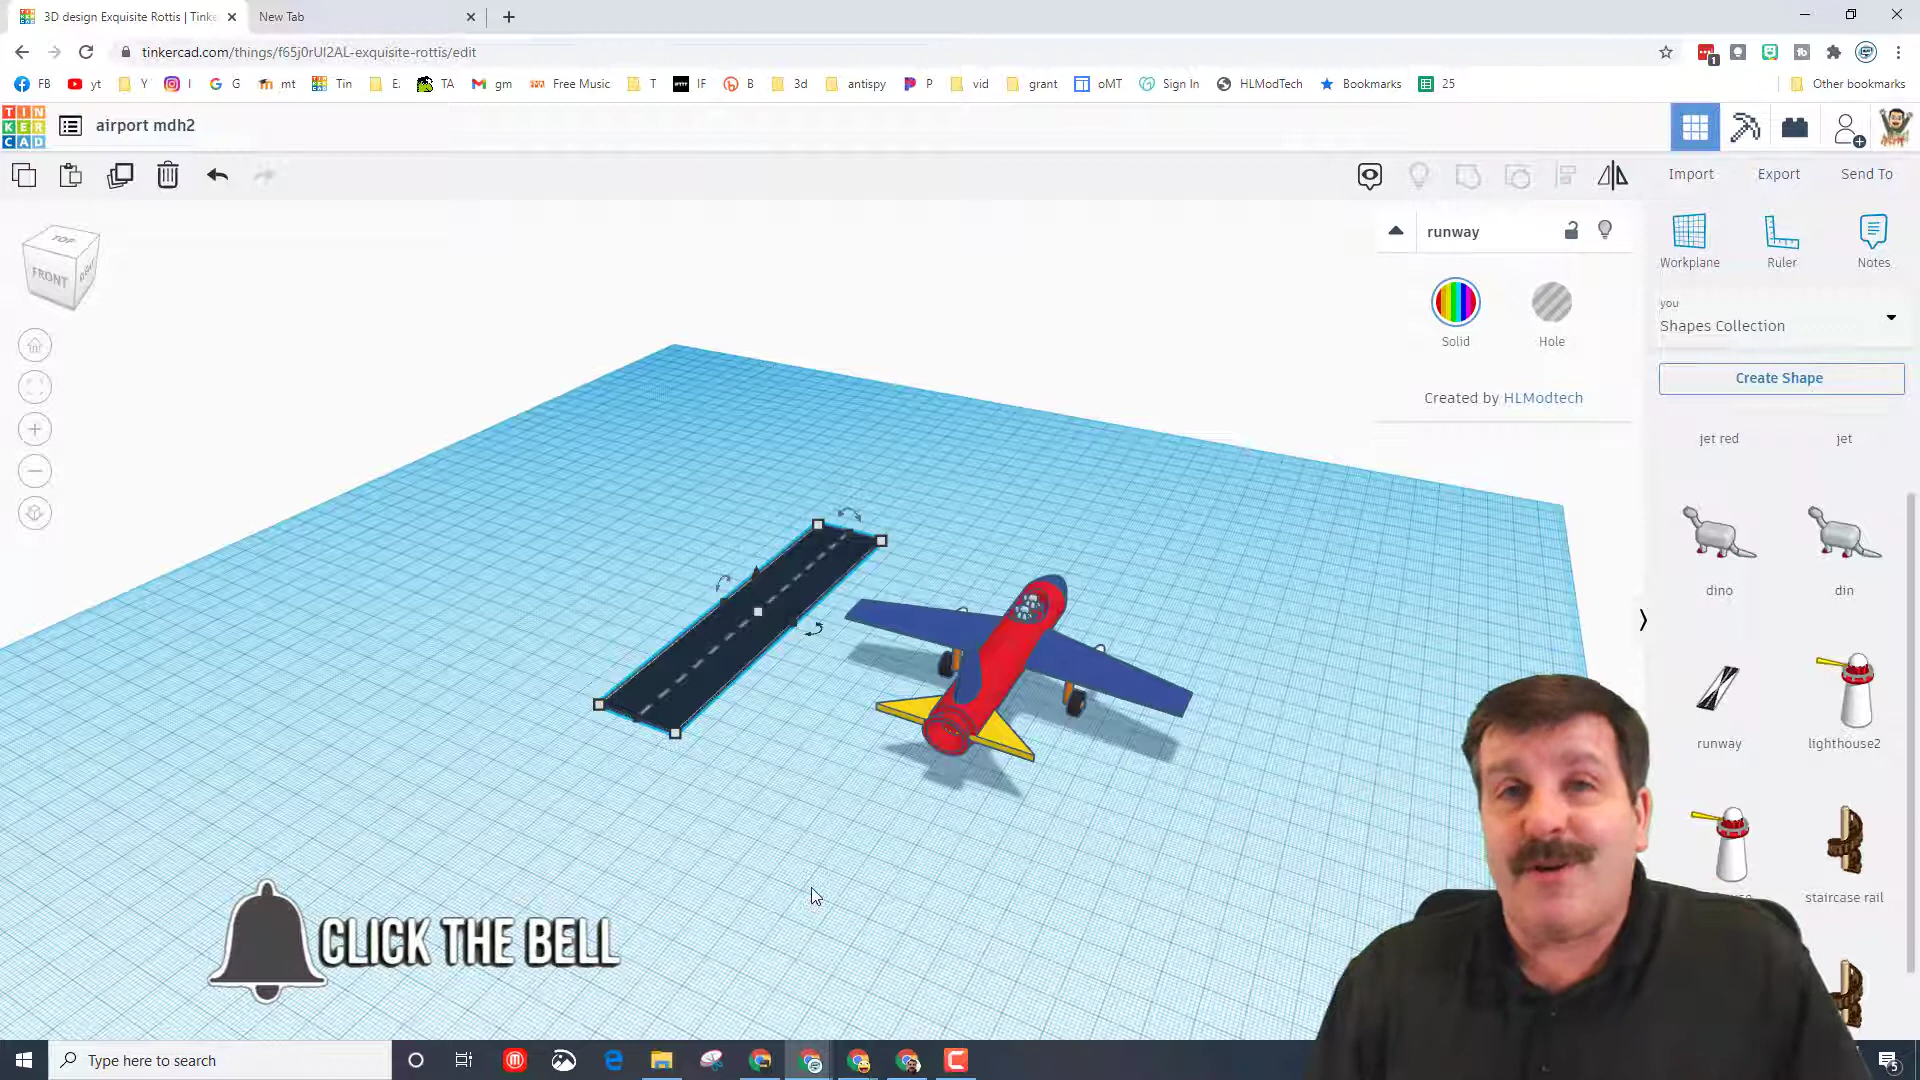 3D design Exquisite Rottis | Tinke
New Tab
tinkercad.com/things/f65j0rUI2AL-exquisite-rottis/edit
FB yt Y I G mt Tin E. TA gm Free Music T IF B 3d antispy P vid grant oMT Sign In HLModTech Bookmarks 25 Other bookmarks
TIN
KER
CAD
airport mdh2
Import Export Send To
TOP
FRONT
runway
Solid Hole
Created by HLModtech
Workplane Ruler Notes
you
Shapes Collection
Create Shape
jet red jet
dino din
runway lighthouse2
staircase rail
CLICK THE BELL
Type here to search
5